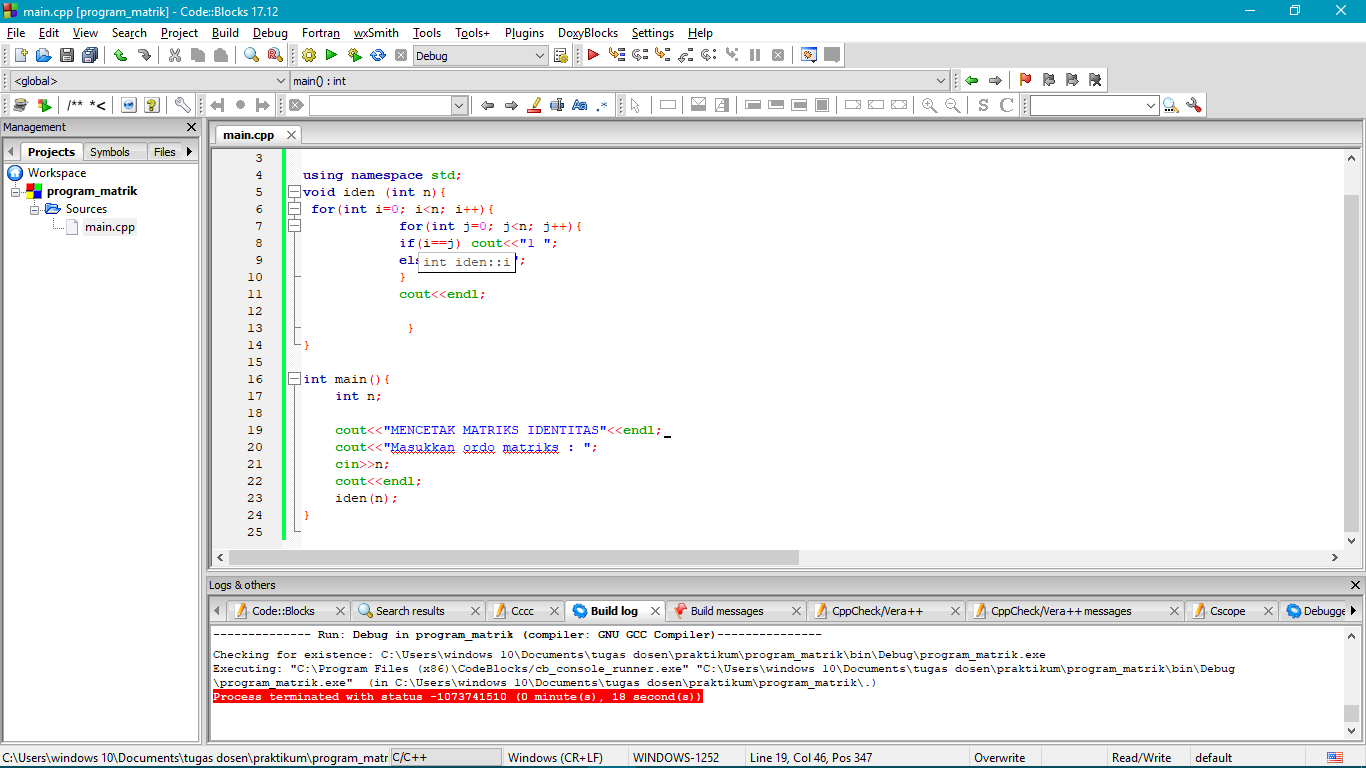 main.cpp [program_matrik] - Code::Blocks 17.12
File Edit View Search Project Build Debug Fortran wxSmith Tools Tools+ Plugins DoxyBlocks Settings Help
Debug
<global> main() : int
/** *<
Aa .*
S C
Management
main.cpp
Projects Symbols Files
Workspace
program_matrik
Sources
main.cpp
3
4 using namespace std;
5 void iden (int n){
6 for(int i=0; i<n; i++){
7 for(int j=0; j<n; j++){
8 if(i==j) cout<<"1 ";
9 els int iden::i ";
10 }
11 cout<<endl;
12
13 }
14 }
15
16 int main(){
17 int n;
18
19 cout<<"MENCETAK MATRIKS IDENTITAS"<<endl;
20 cout<<"Masukkan ordo matriks : ";
21 cin>>n;
22 cout<<endl;
23 iden(n);
24 }
25
Logs & others
Code::Blocks Search results Cccc Build log Build messages CppCheck/Vera++ CppCheck/Vera++ messages Cscope Debugge
-------------- Run: Debug in program_matrik (compiler: GNU GCC Compiler)---------------
Checking for existence: C:\Users\windows 10\Documents\tugas dosen\praktikum\program_matrik\bin\Debug\program_matrik.exe
Executing: "C:\Program Files (x86)\CodeBlocks/cb_console_runner.exe" "C:\Users\windows 10\Documents\tugas dosen\praktikum\program_matrik\bin\Debug
\program_matrik.exe" (in C:\Users\windows 10\Documents\tugas dosen\praktikum\program_matrik\.)
Process terminated with status -1073741510 (0 minute(s), 18 second(s))
C:\Users\windows 10\Documents\tugas dosen\praktikum\program_matr C/C++ Windows (CR+LF) WINDOWS-1252 Line 19, Col 46, Pos 347 Overwrite Read/Write default